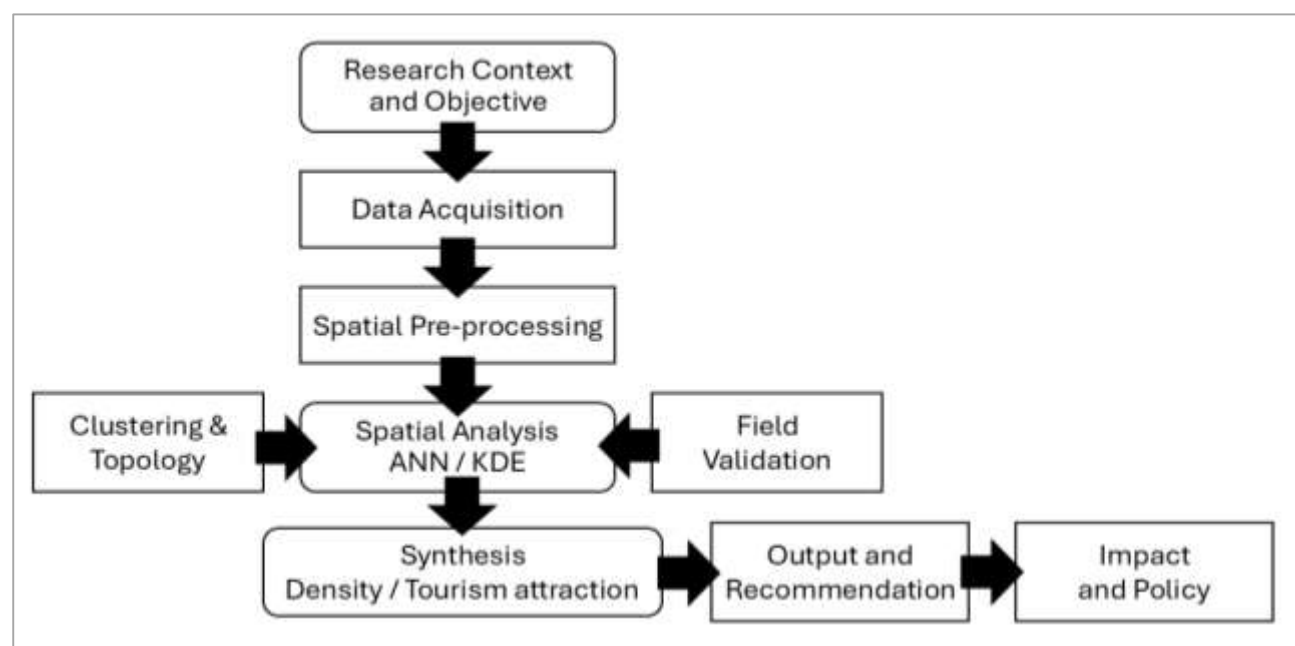 Research Context
and Objective
Data Acquisition
Spatial Pre-processing
Clustering &
Topology
Spatial Analysis
ANN / KDE
Field
Validation
Synthesis
Density / Tourism attraction
Output and
Recommendation
Impact
and Policy